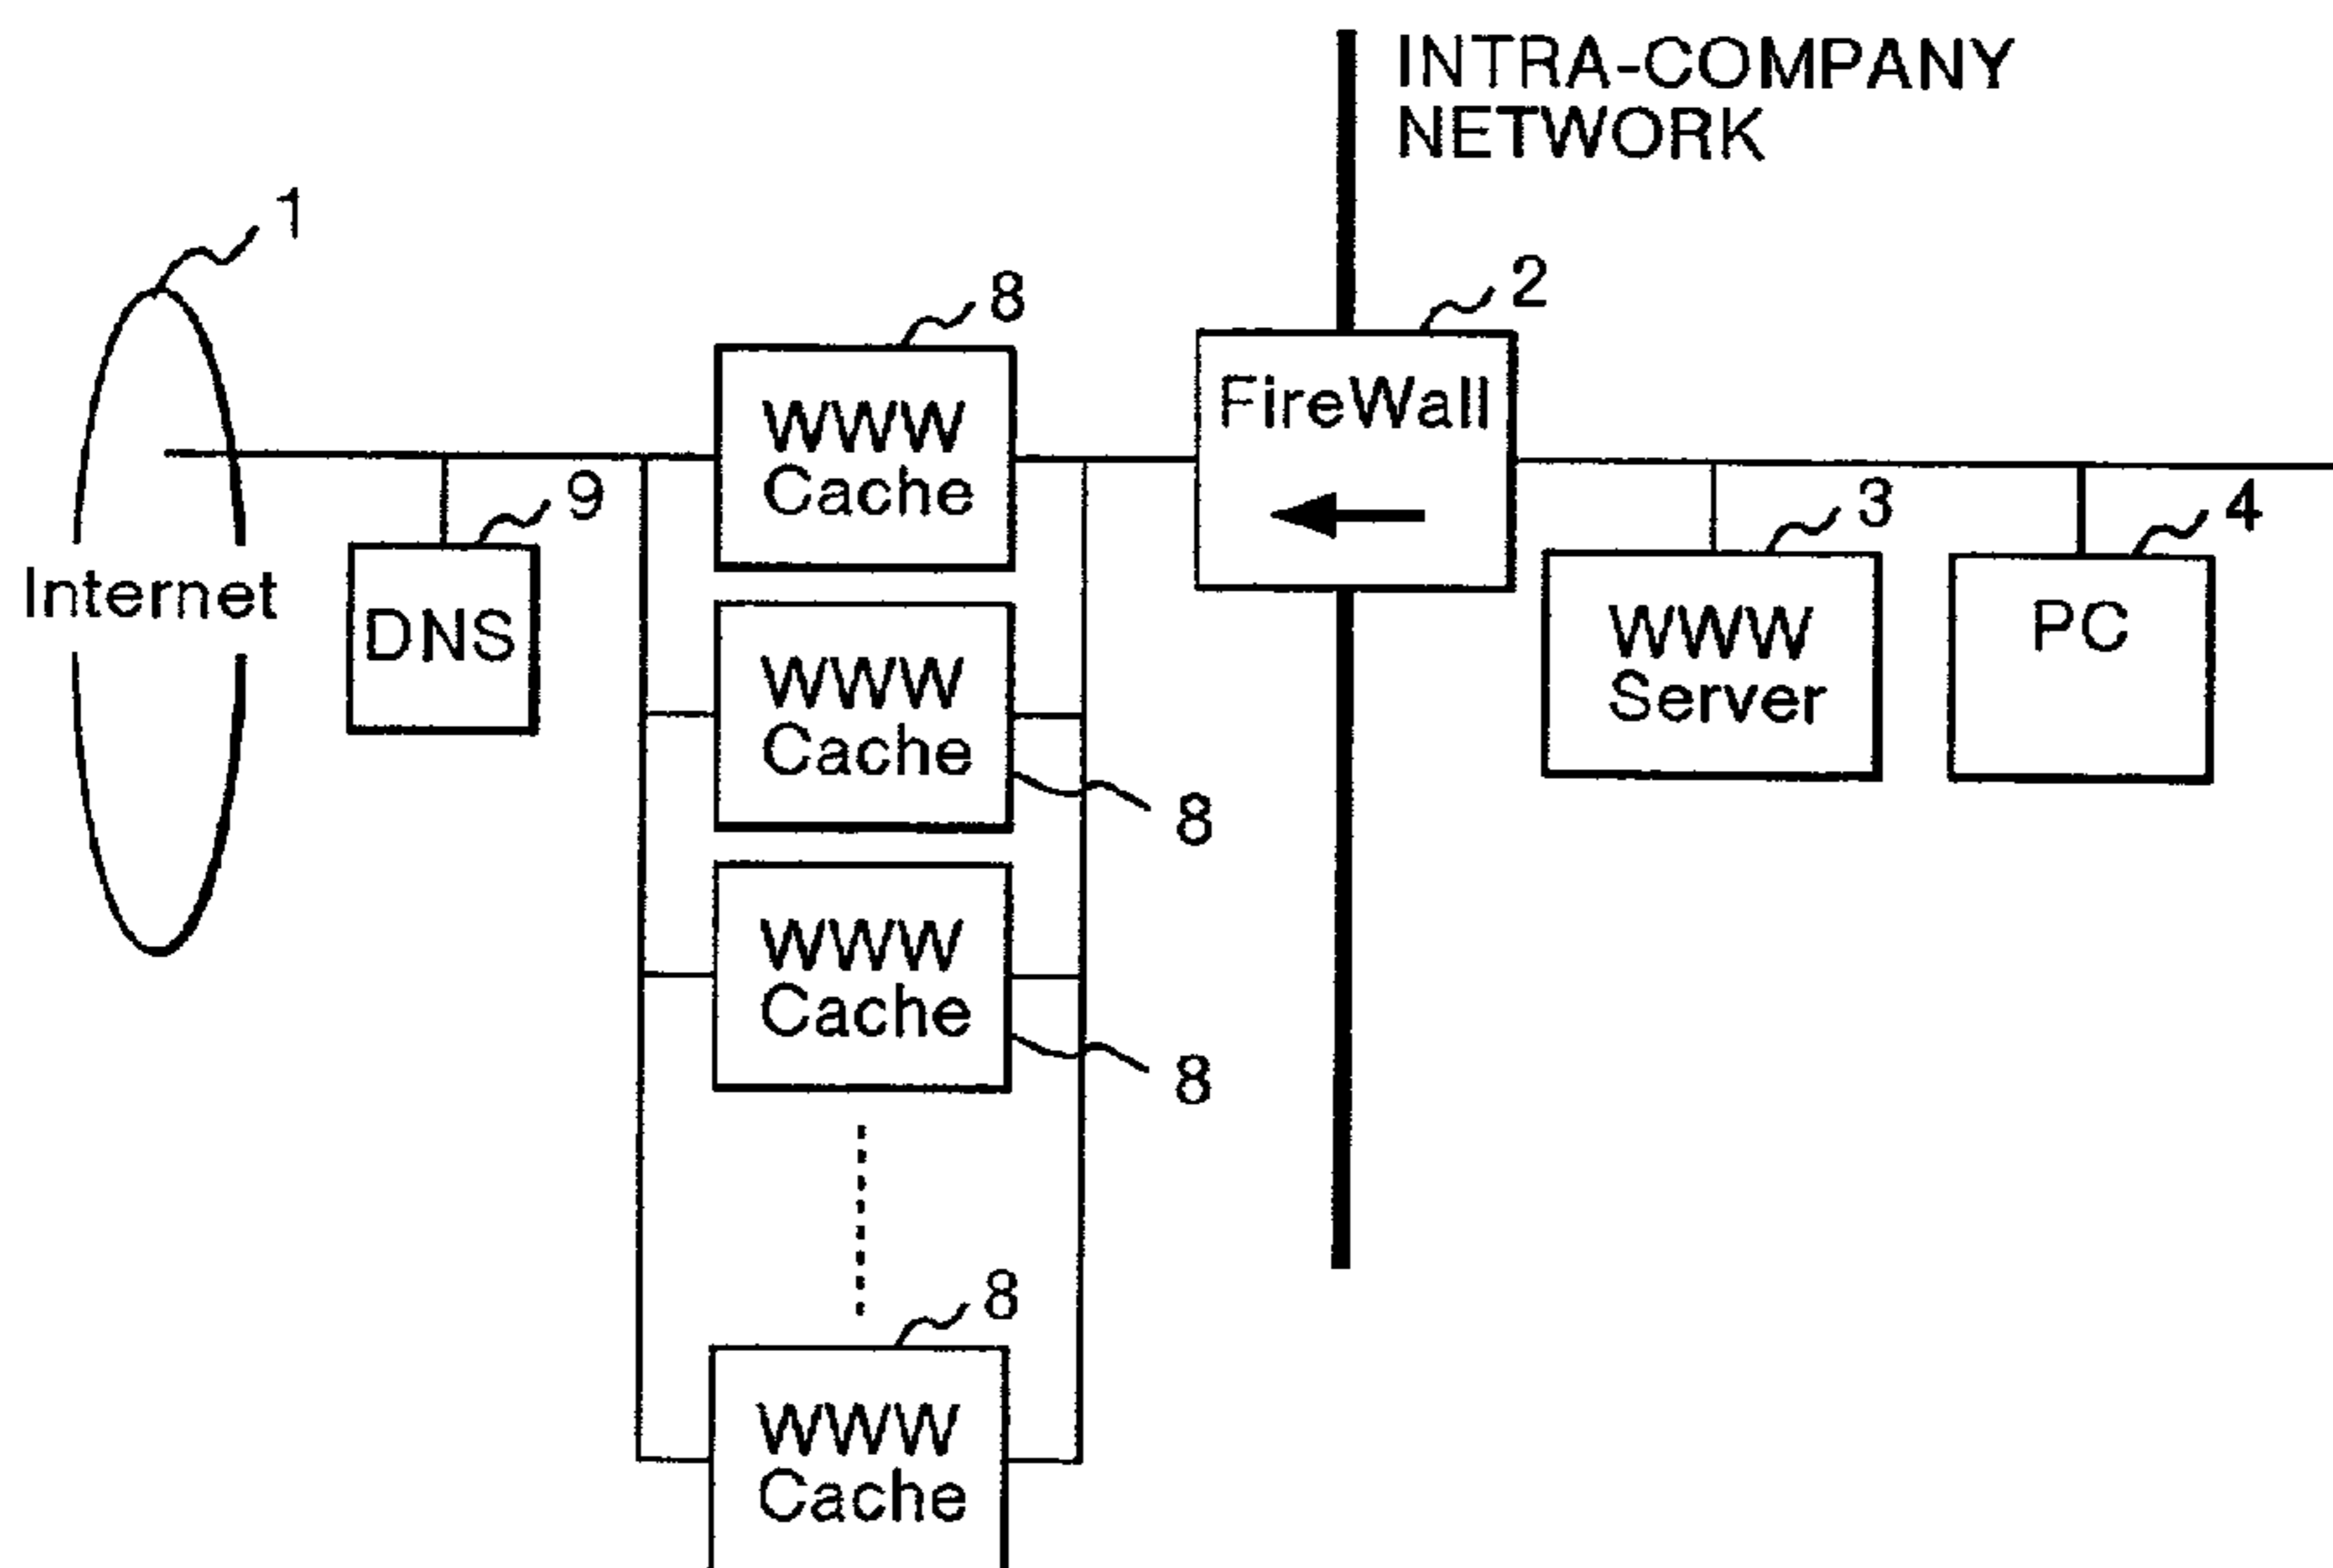 INTRA-COMPANY
NETWORK
1
8
2
WWW
Cache
FireWall
9
3
4
Internet
DNS
WWW
Cache
8
WWW
Server
PC
WWW
Cache
8
8
WWW
Cache